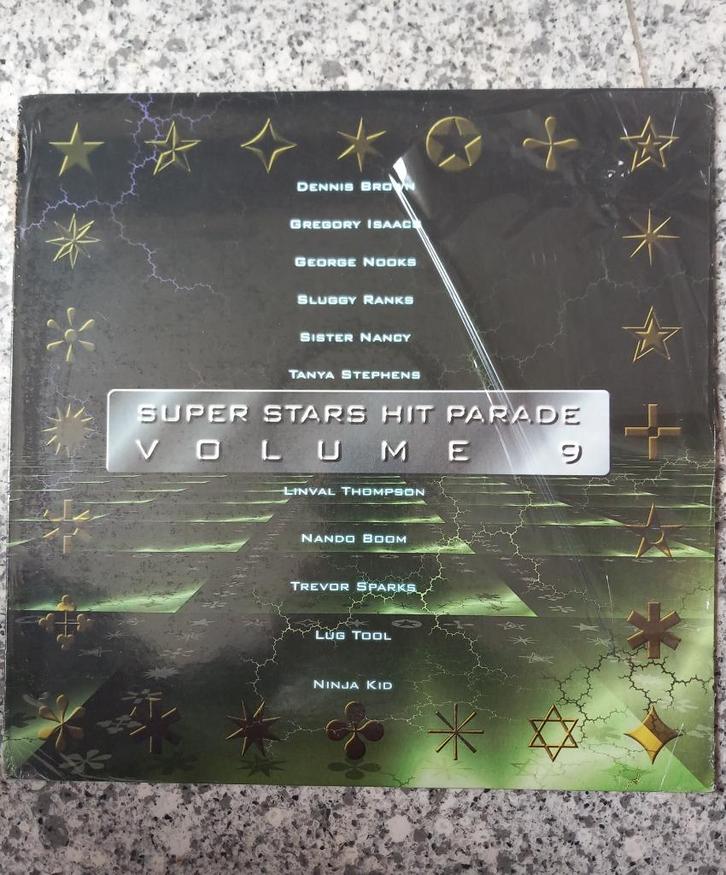 DENNIS BROWN
GREGORY ISAACS
GEORGE NOOKS
SLUGGY RANKS
SISTER NANCY
TANYA STEPHENS
SUPER STARS HIT PARADE
VOLUME 9
LINVAL THOMPSON
NANDO BOOM
TREVOR SPARKS
LUG TOOL
NINJA KID